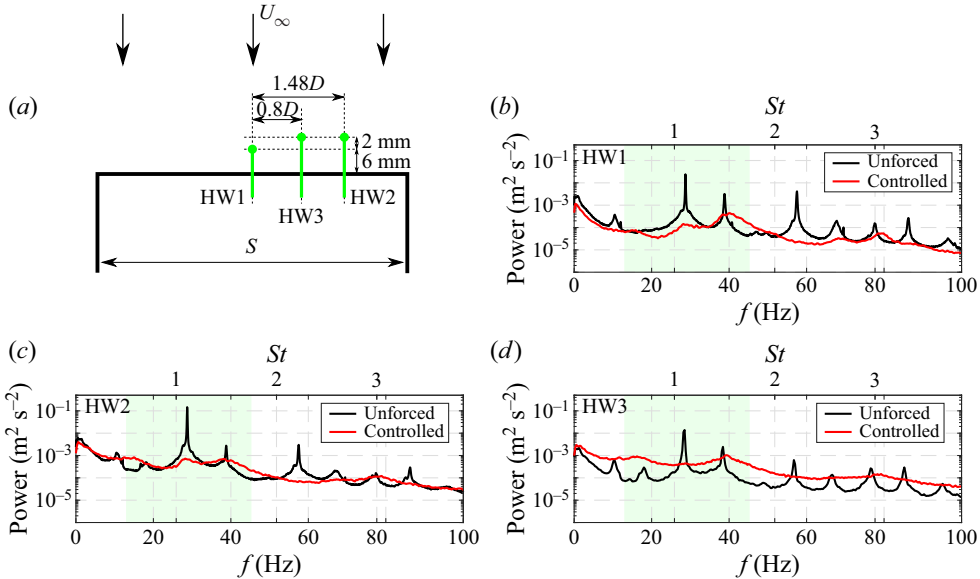 (a)
U∞
1.48D
0.8D
2 mm
6 mm
HW1
HW3
HW2
S
(b)
St
1 2 3
HW1
Unforced
Controlled
Power (m² s⁻²)
10⁻¹
10⁻³
10⁻⁵
0 20 40 60 80 100
f (Hz)
(c)
St
1 2 3
HW2
Unforced
Controlled
Power (m² s⁻²)
10⁻¹
10⁻³
10⁻⁵
0 20 40 60 80 100
f (Hz)
(d)
St
1 2 3
HW3
Unforced
Controlled
Power (m² s⁻²)
10⁻¹
10⁻³
10⁻⁵
0 20 40 60 80 100
f (Hz)